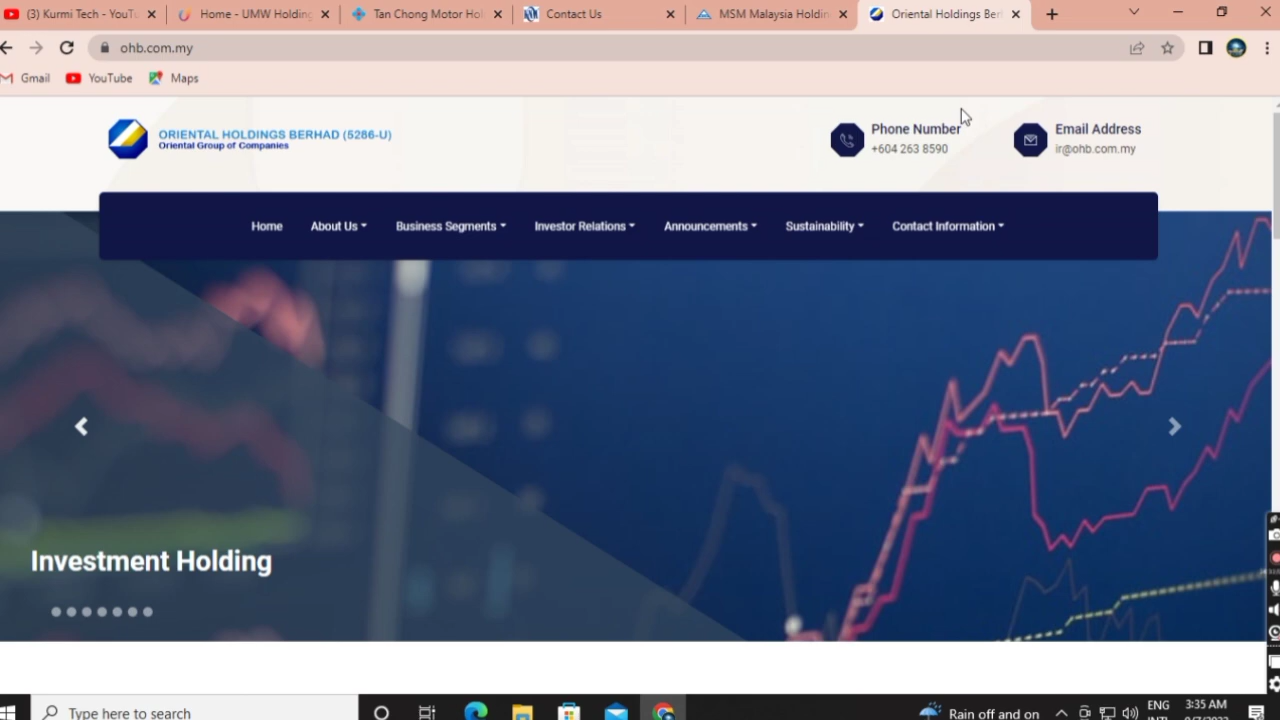 (3) Kurmi Tech - YouTu
Home - UMW Holding
Tan Chong Motor Hol
Contact Us
MSM Malaysia Holdin
Oriental Holdings Ber
ohb.com.my
Gmail
YouTube
Maps
ORIENTAL HOLDINGS BERHAD (5286-U)
Oriental Group of Companies
Phone Number
+604 263 8590
Email Address
ir@ohb.com.my
Home
About Us
Business Segments
Investor Relations
Announcements
Sustainability
Contact Information
Investment Holding
Type here to search
Rain off and on
ENG
3:35 AM